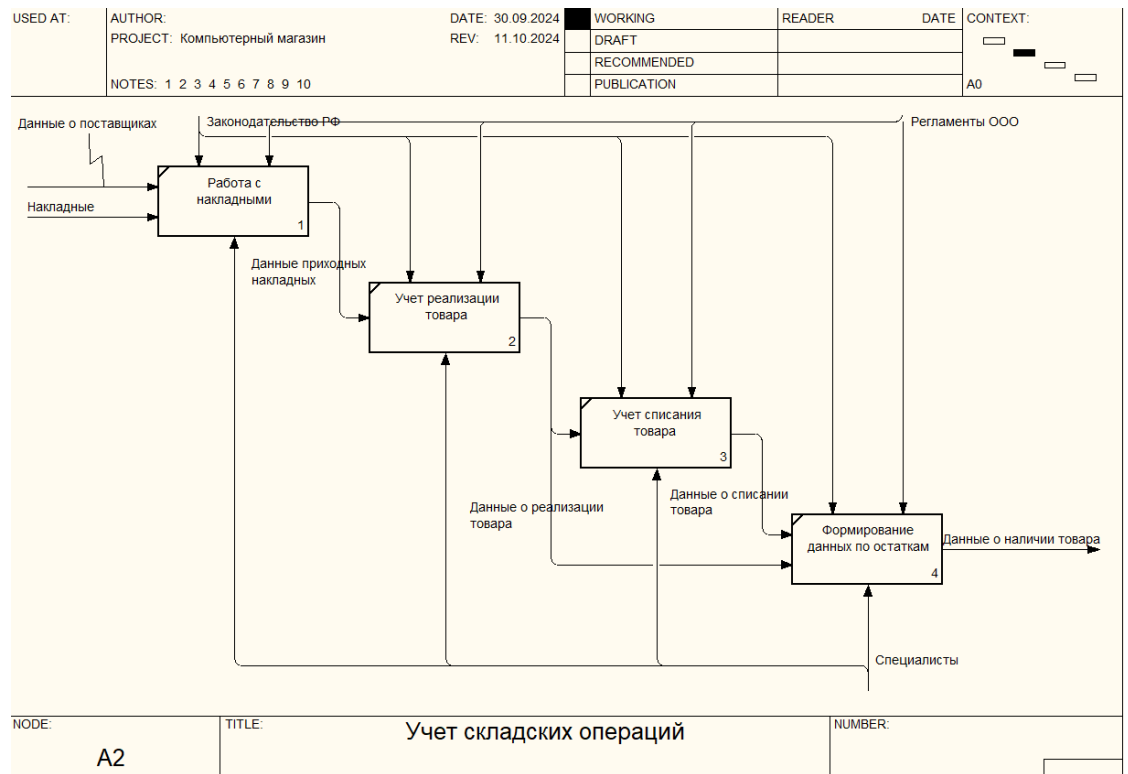 USED AT:
AUTHOR:
DATE: 30.09.2024
WORKING
READER
DATE
CONTEXT:
PROJECT: Компьютерный магазин
REV: 11.10.2024
DRAFT
RECOMMENDED
NOTES: 1 2 3 4 5 6 7 8 9 10
PUBLICATION
A0
Данные о поставщиках
Законодательство РФ
Регламенты ООО
Накладные
Работа с
накладными
1
Данные приходных
накладных
Учет реализации
товара
2
Учет списания
товара
3
Данные о реализации
товара
Данные о списании
товара
Формирование
данных по остаткам
4
Данные о наличии товара
Специалисты
NODE:
A2
TITLE:
Учет складских операций
NUMBER: